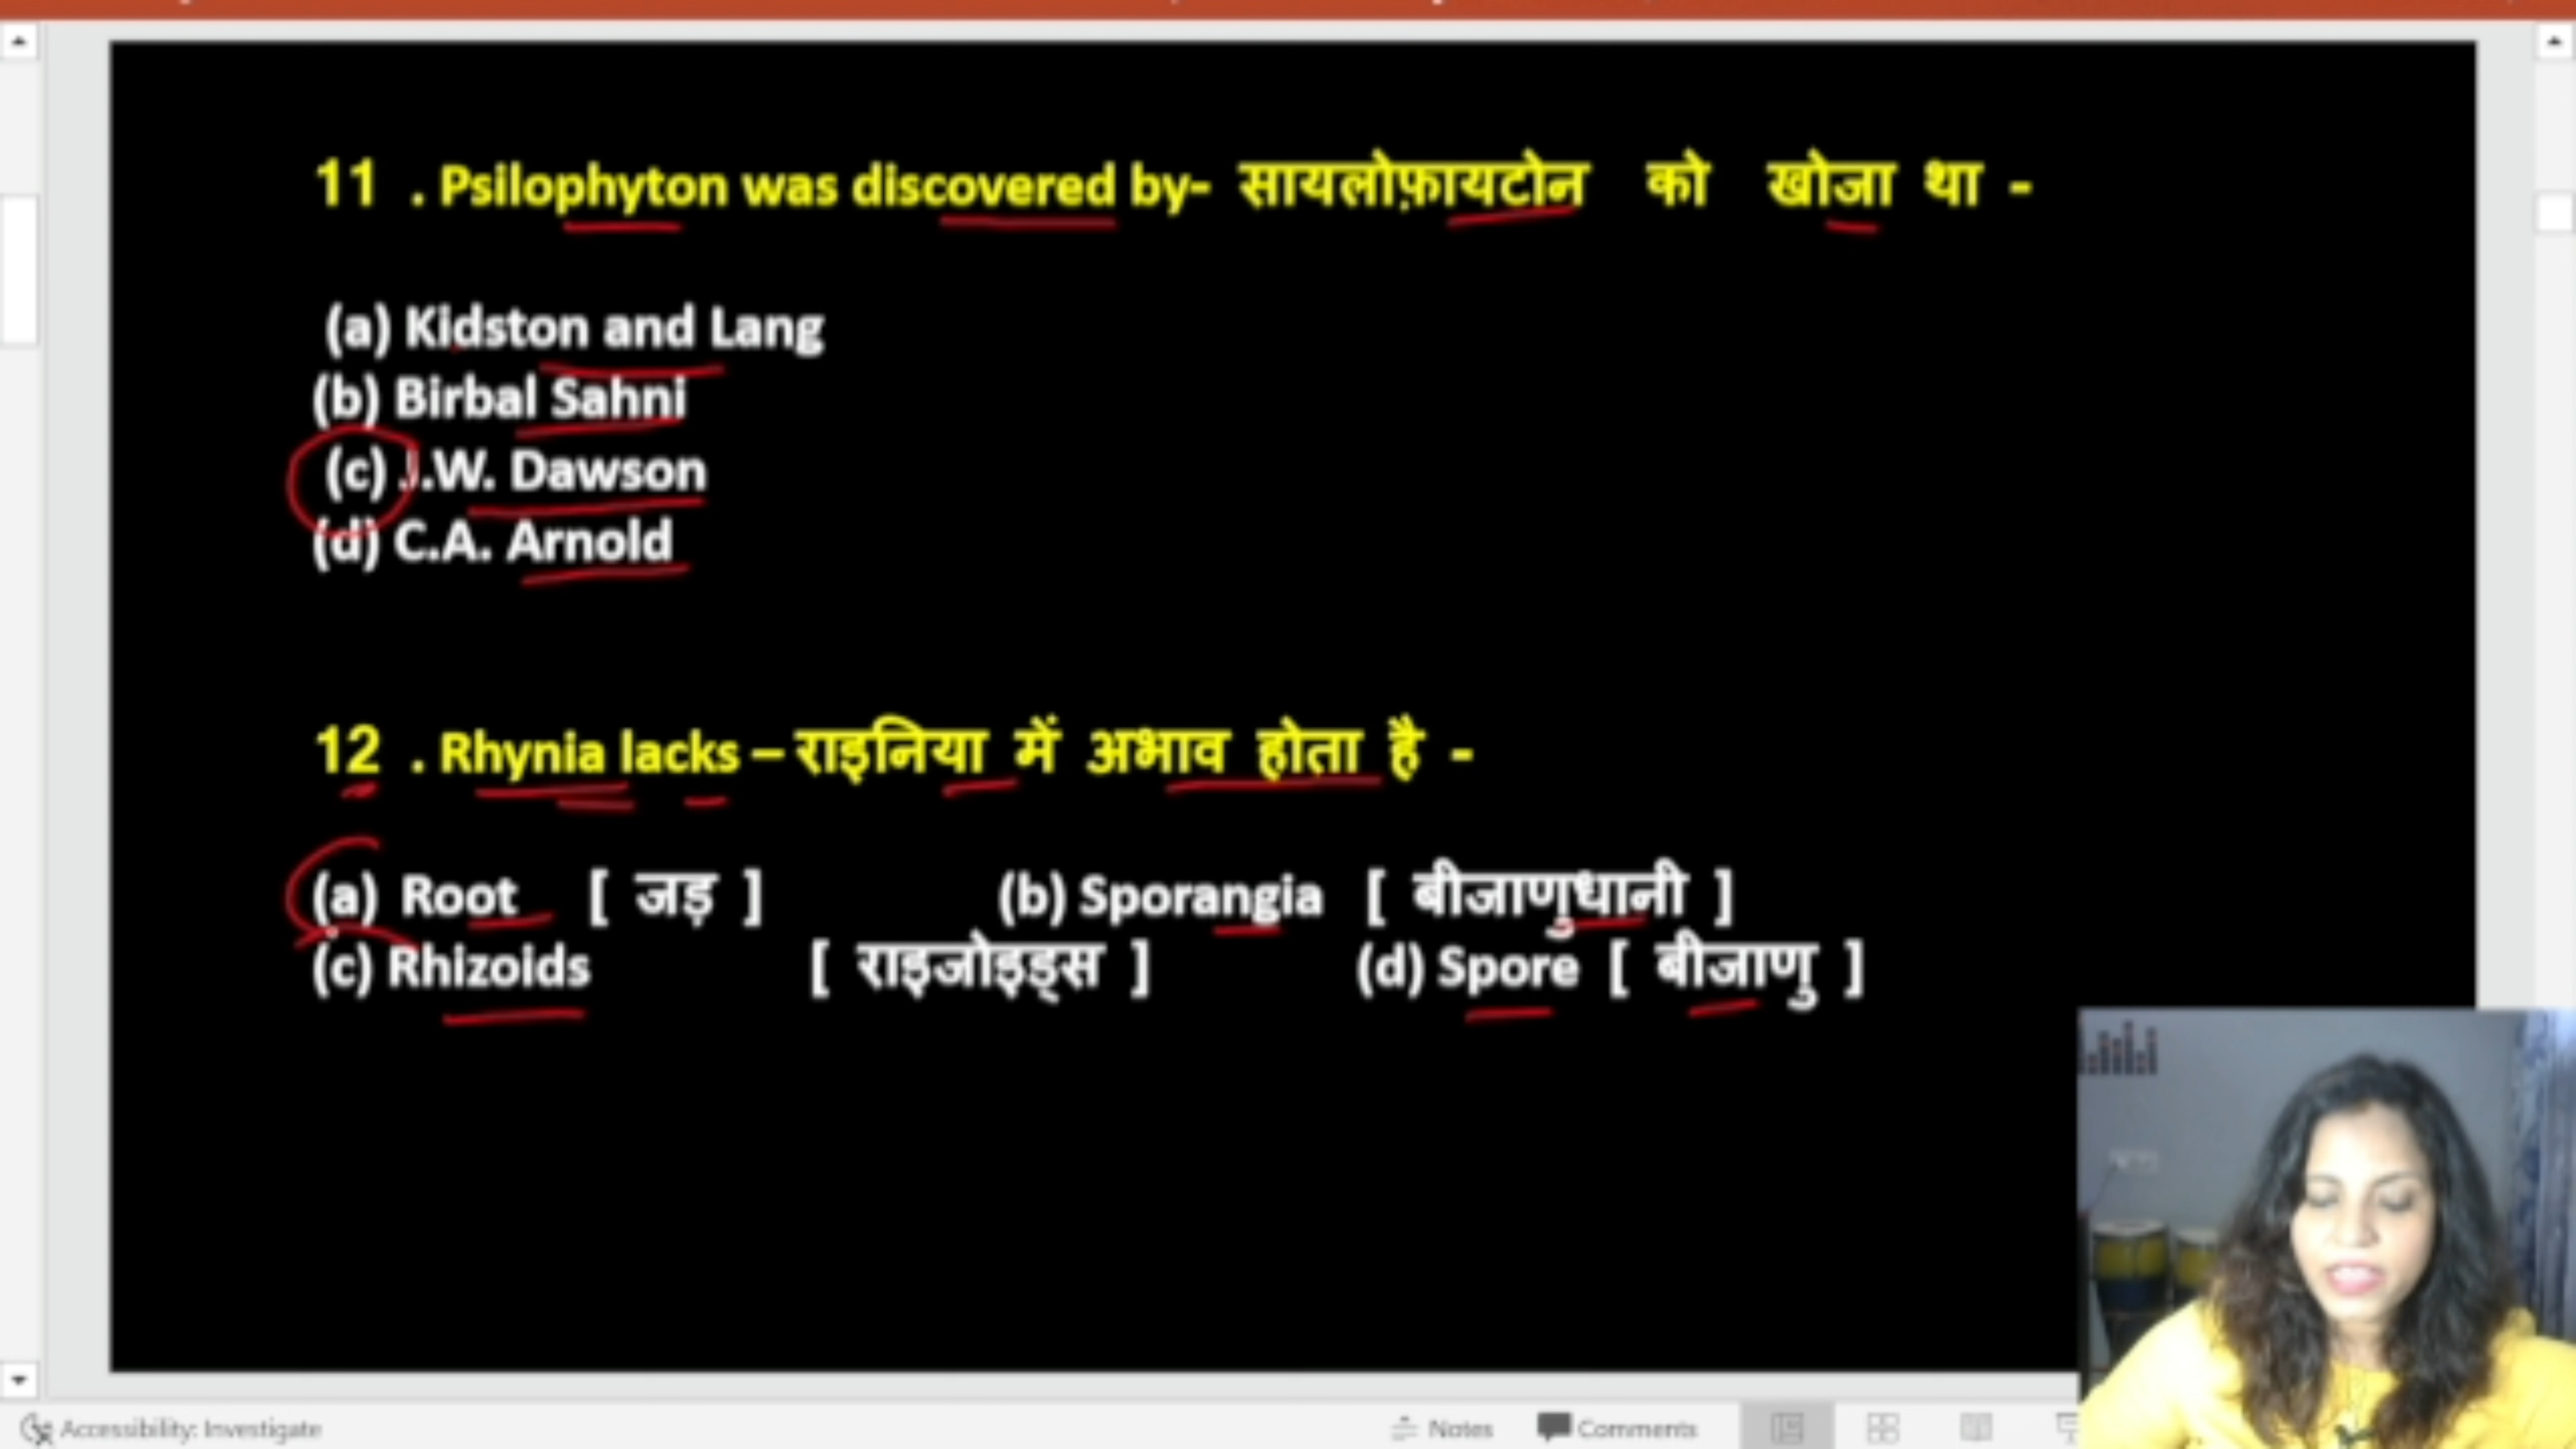 11 . Psilophyton was discovered by- सायलोफ़ायटोन को खोजा था -
(a) Kidston and Lang
(b) Birbal Sahni
(c) J.W. Dawson
(d) C.A. Arnold
12 . Rhynia lacks – राइनिया में अभाव होता है -
(a) Root [ जड़ ] (b) Sporangia [ बीजाणुधानी ]
(c) Rhizoids [ राइजोइड्स ] (d) Spore [ बीजाणु ]
Accessibility: Investigate Notes Comments